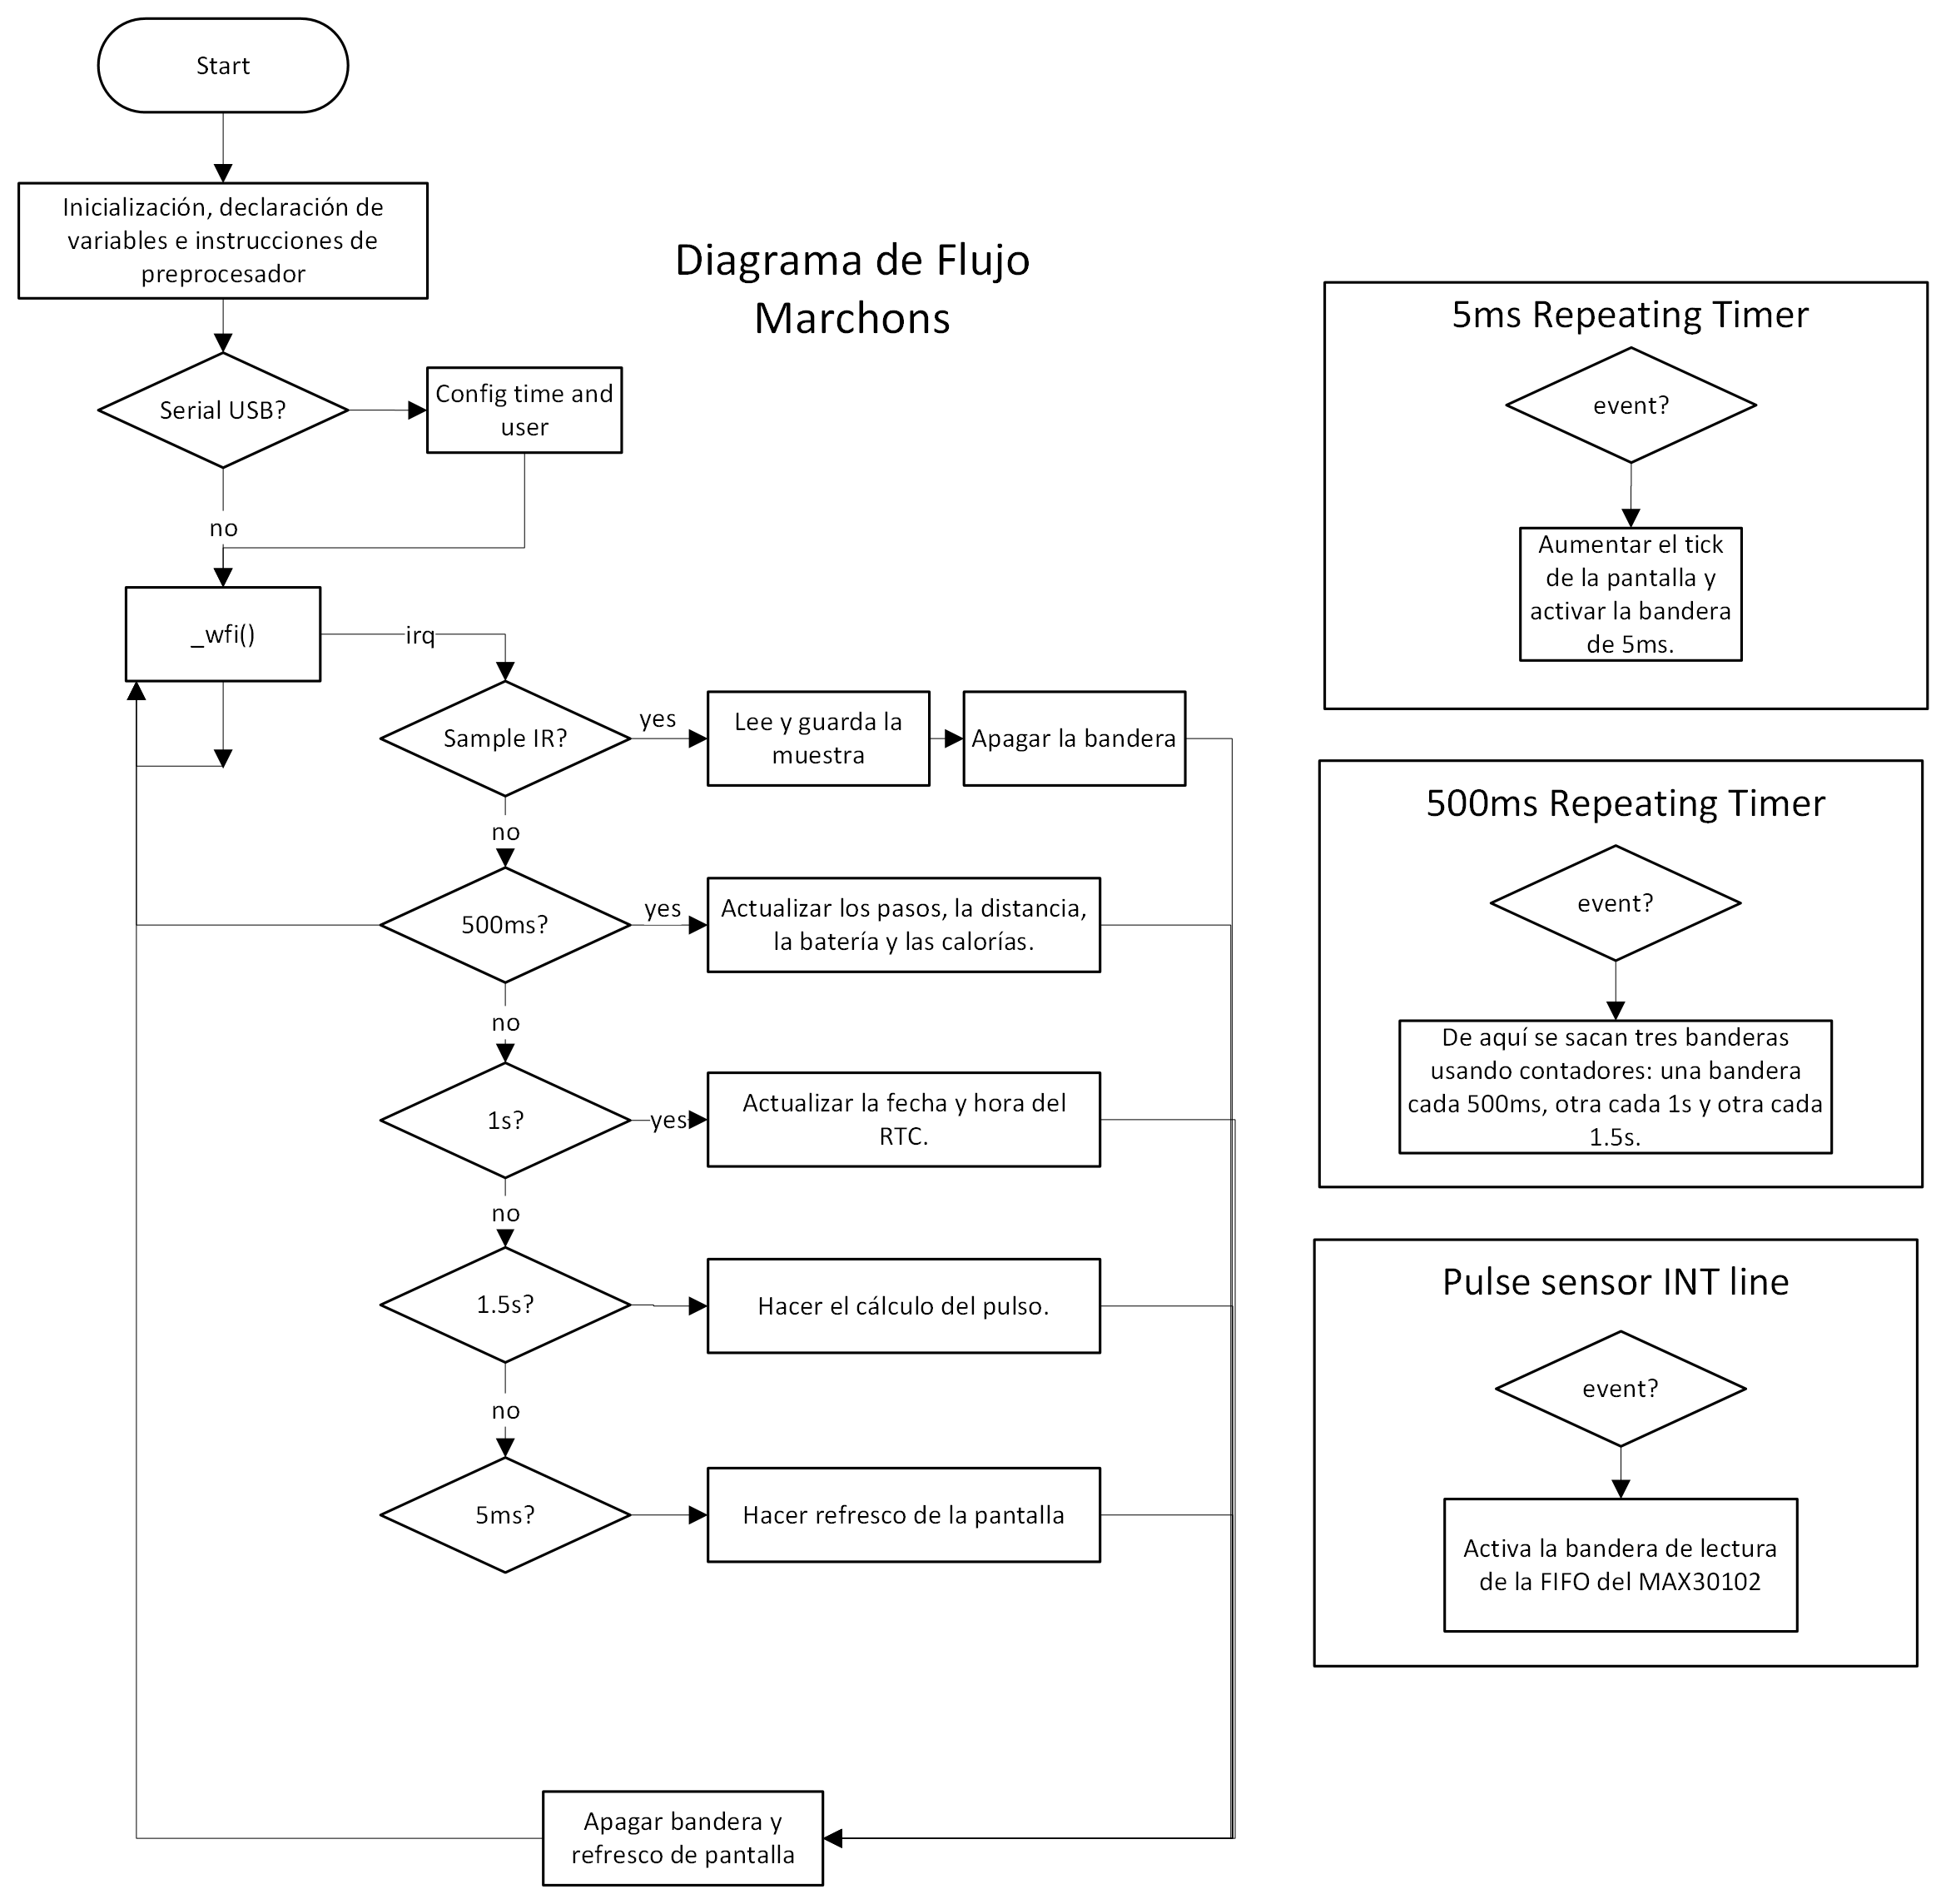 Start
Inicialización, declaración de
variables e instrucciones de
preprocesador
Diagrama de Flujo
Marchons
Serial USB?
Config time and
user
no
_wfi()
irq
Sample IR?
yes
Lee y guarda la
muestra
Apagar la bandera
no
500ms?
yes
Actualizar los pasos, la distancia,
la batería y las calorías.
no
1s?
yes
Actualizar la fecha y hora del
RTC.
no
1.5s?
Hacer el cálculo del pulso.
no
5ms?
Hacer refresco de la pantalla
Apagar bandera y
refresco de pantalla
5ms Repeating Timer
event?
Aumentar el tick
de la pantalla y
activar la bandera
de 5ms.
500ms Repeating Timer
event?
De aquí se sacan tres banderas
usando contadores: una bandera
cada 500ms, otra cada 1s y otra cada
1.5s.
Pulse sensor INT line
event?
Activa la bandera de lectura
de la FIFO del MAX30102